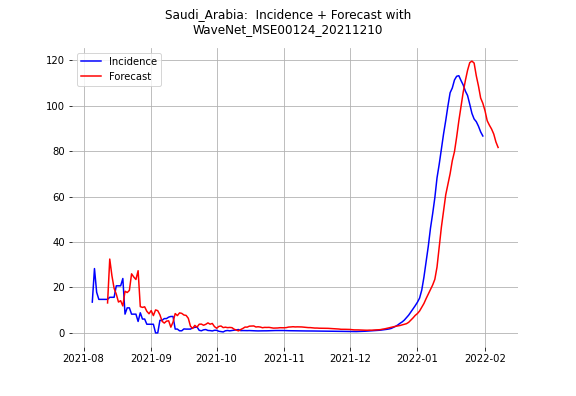 Saudi_Arabia:  Incidence + Forecast with
WaveNet_MSE00124_20211210
Incidence
Forecast
120
100
80
60
40
20
0
2021-08 2021-09 2021-10 2021-11 2021-12 2022-01 2022-02